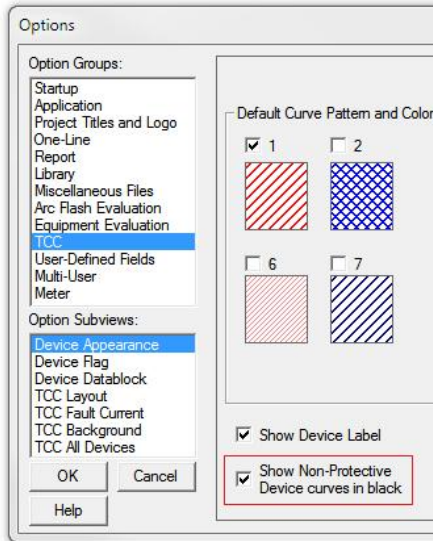 Options
Option Groups:
Startup
Application
Project Titles and Logo
One-Line
Report
Library
Miscellaneous Files
Arc Flash Evaluation
Equipment Evaluation
TCC
User-Defined Fields
Multi-User
Meter
Option Subviews:
Device Appearance
Device Flag
Device Datablock
TCC Layout
TCC Fault Current
TCC Background
TCC All Devices
OK Cancel
Help
Default Curve Pattern and Color
1 2
6 7
Show Device Label
Show Non-Protective
Device curves in black